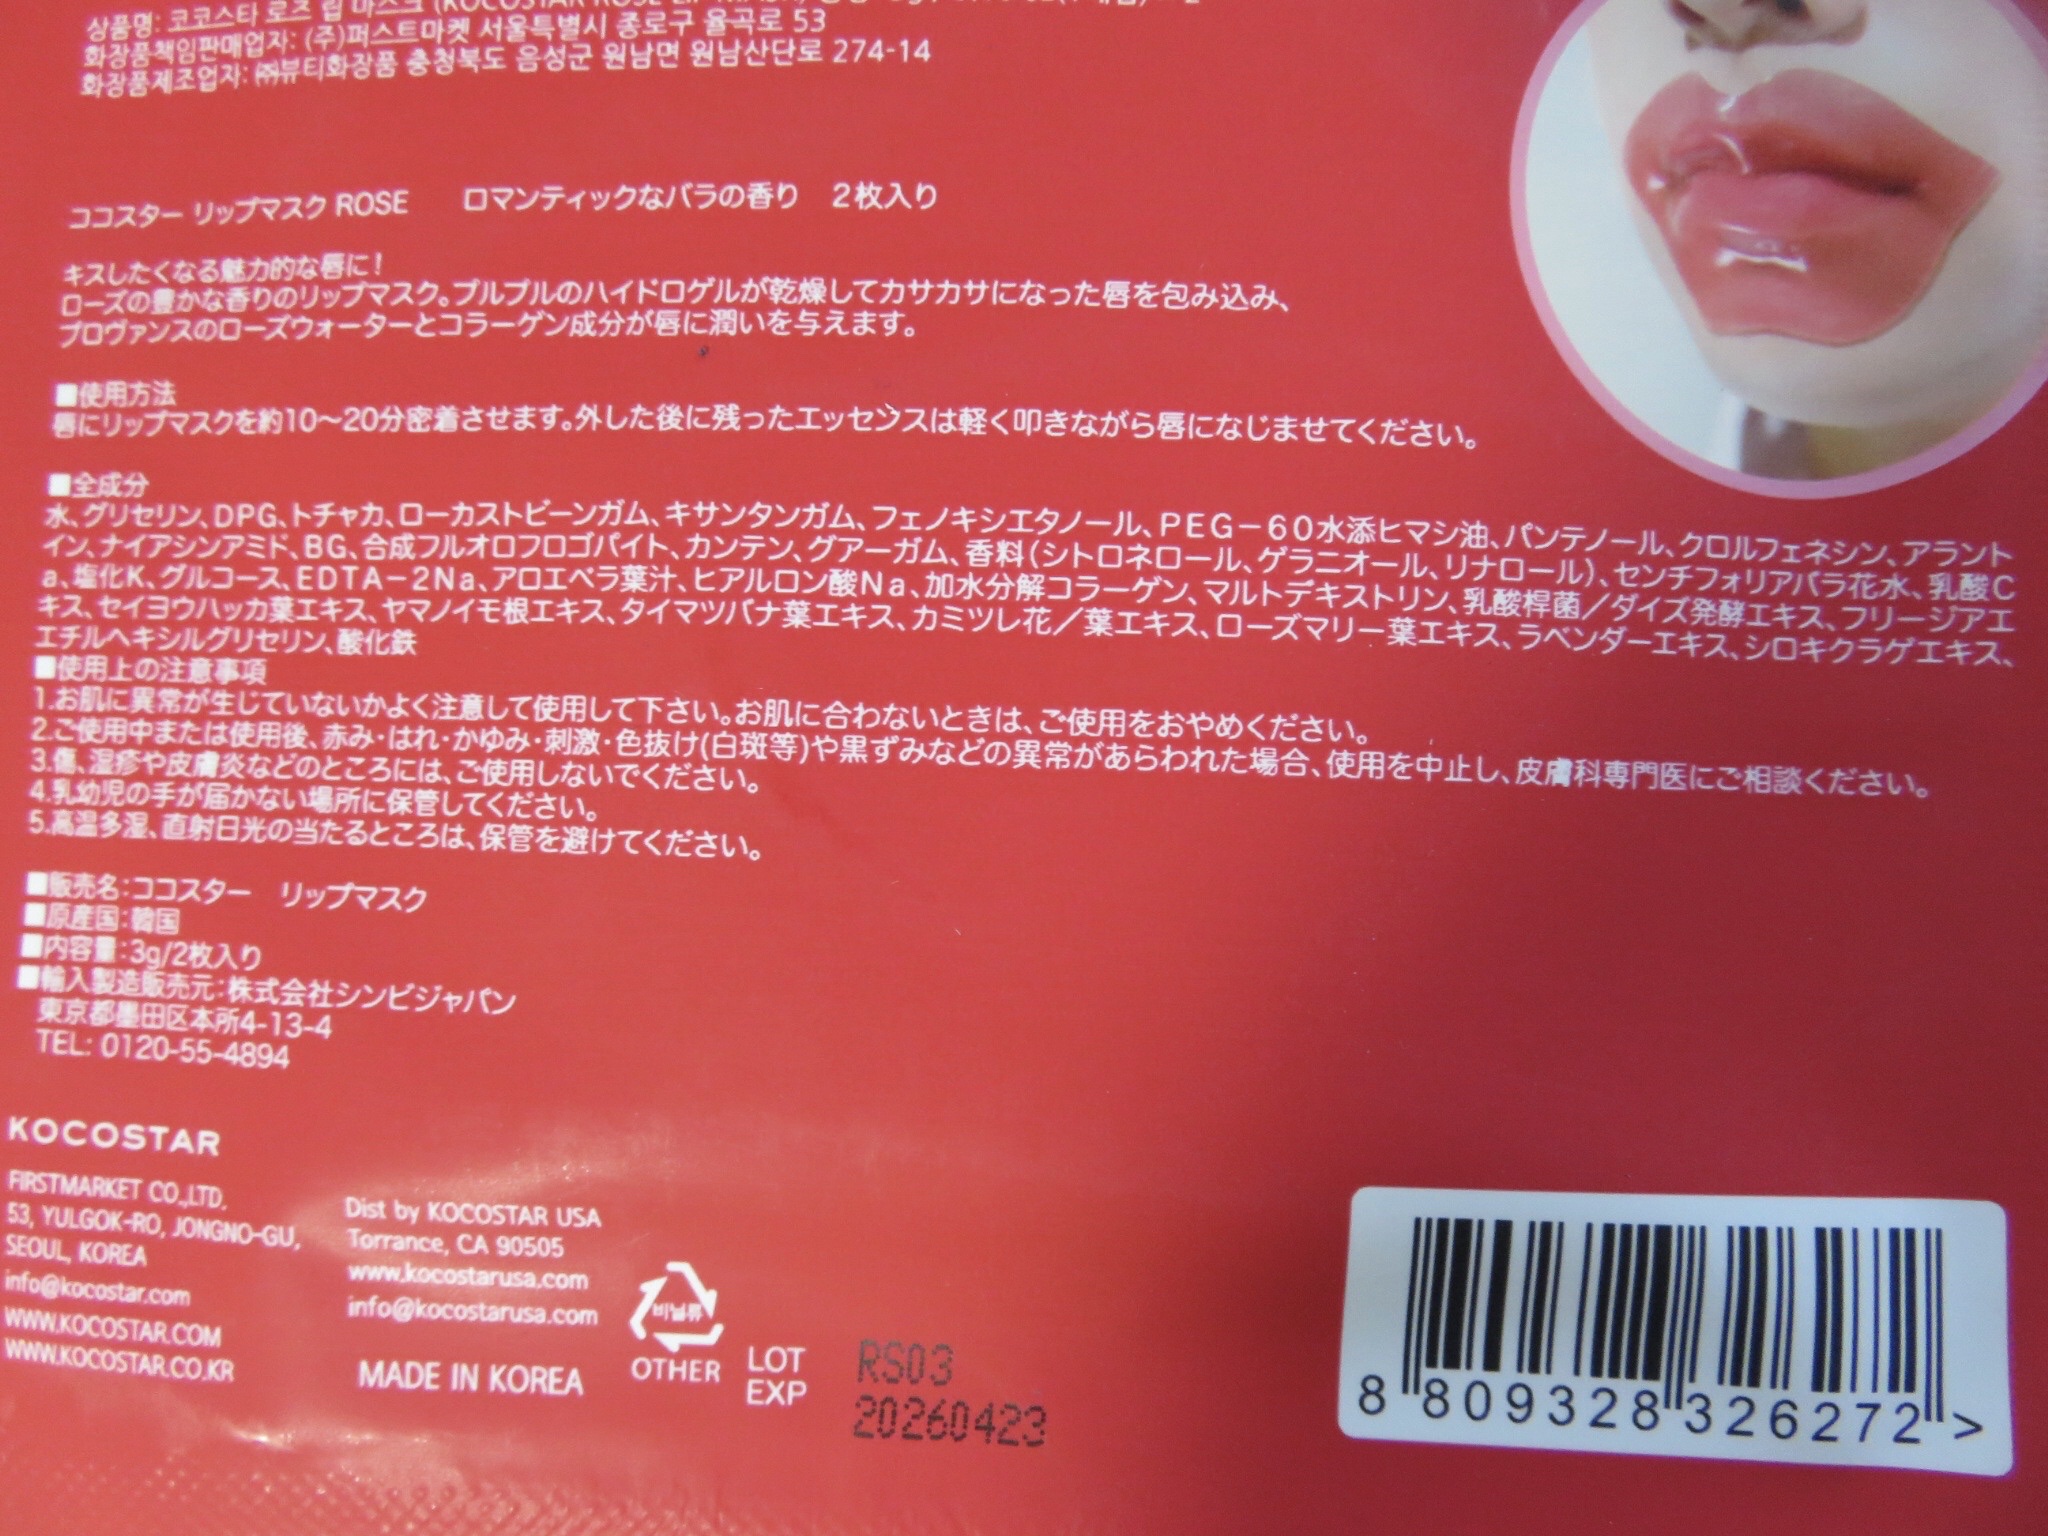 상품명: 코코스타 로즈 립 마스크 (KOCOSTAR ROSE LIP MASK)
화장품책임판매업자: (주)퍼스트마켓 서울특별시 종로구 율곡로 53
화장품제조업자: ㈜뷰티화장품 충청북도 음성군 원남면 원남산단로 274-14
ココスター リップマスク ROSE　ロマンティックなバラの香り　2枚入り
キスしたくなる魅力的な唇に!
ローズの豊かな香りのリップマスク。プルプルのハイドロゲルが乾燥してカサカサになった唇を包み込み、
プロヴァンスのローズウォーターとコラーゲン成分が唇に潤いを与えます。
■使用方法
唇にリップマスクを約10～20分密着させます。外した後に残ったエッセンスは軽く叩きながら唇になじませてください。
■全成分
水、グリセリン、DPG、トチャカ、ローカストビーンガム、キサンタンガム、フェノキシエタノール、PEG－60水添ヒマシ油、パンテノール、クロルフェネシン、アラント
イン、ナイアシンアミド、BG、合成フルオロフロゴパイト、カンテン、グアーガム、香料(シトロネロール、ゲラニオール、リナロール)、センチフォリアバラ花水、乳酸C
a、塩化K、グルコース、EDTA－2Na、アロエベラ葉汁、ヒアルロン酸Na、加水分解コラーゲン、マルトデキストリン、乳酸桿菌／ダイズ発酵エキス、フリージアエ
キス、セイヨウハッカ葉エキス、ヤマノイモ根エキス、タイマツバナ葉エキス、カミツレ花／葉エキス、ローズマリー葉エキス、ラベンダーエキス、シロキクラゲエキス、
エチルヘキシルグリセリン、酸化鉄
■使用上の注意事項
1.お肌に異常が生じていないかよく注意して使用して下さい。お肌に合わないときは、ご使用をおやめください。
2.ご使用中または使用後、赤み・はれ・かゆみ・刺激・色抜け(白斑等)や黒ずみなどの異常があらわれた場合、使用を中止し、皮膚科専門医にご相談ください。
3.傷、湿疹や皮膚炎などのところには、ご使用しないでください。
4.乳幼児の手が届かない場所に保管してください。
5.高温多湿、直射日光の当たるところは、保管を避けてください。
■販売名：ココスター　リップマスク
■原産国：韓国
■内容量：3g/2枚入り
■輸入製造販売元：株式会社シンビジャパン
東京都墨田区本所4-13-4
TEL: 0120-55-4894
KOCOSTAR
FIRSTMARKET CO.,LTD.
53, YULGOK-RO, JONGNO-GU,
SEOUL, KOREA
info@kocostar.com
WWW.KOCOSTAR.COM
WWW.KOCOSTAR.CO.KR
Dist by KOCOSTAR USA
Torrance, CA 90505
www.kocostarusa.com
info@kocostarusa.com
MADE IN KOREA
비닐류
OTHER
LOT RS03
EXP 20260423
8 809328 326272 >